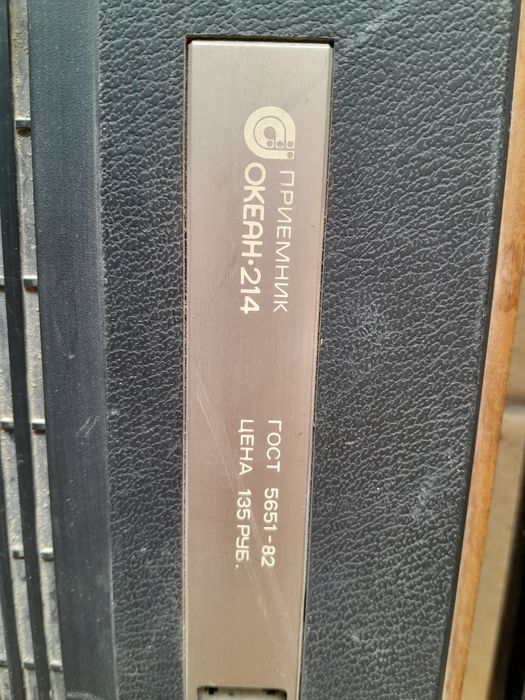 ПРИЕМНИК
ОКЕАН·214
ГОСТ 5651-82
ЦЕНА 135 РУБ.